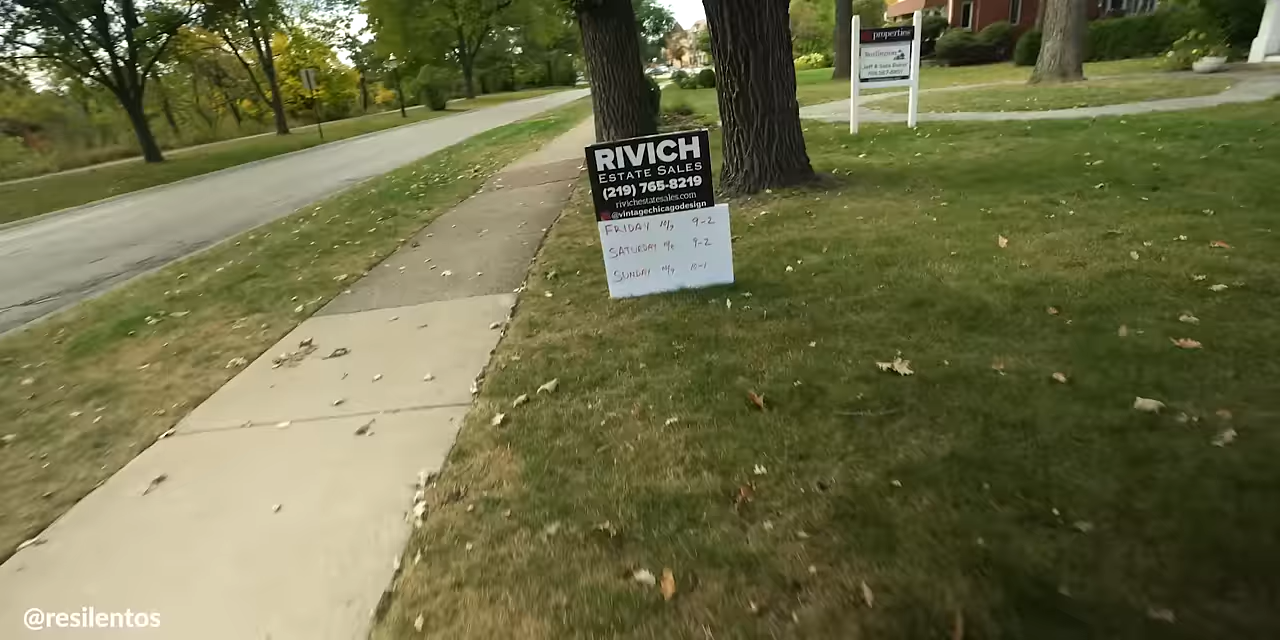 properties
RIVICH
ESTATE SALES
(219) 765-8219
rivichestatesales.com
@vintagechicagodesign
FRIDAY 9-2
SATURDAY 9-2
SUNDAY 10-1
@resilentos